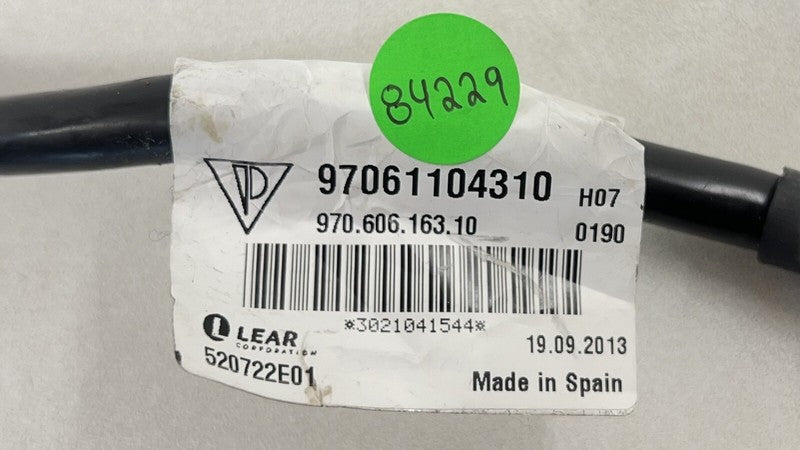 84229
97061104310 H07
970.606.163.10 0190
*3021041544*
LEAR
CORPORATION
19.09.2013
520722E01
Made in Spain